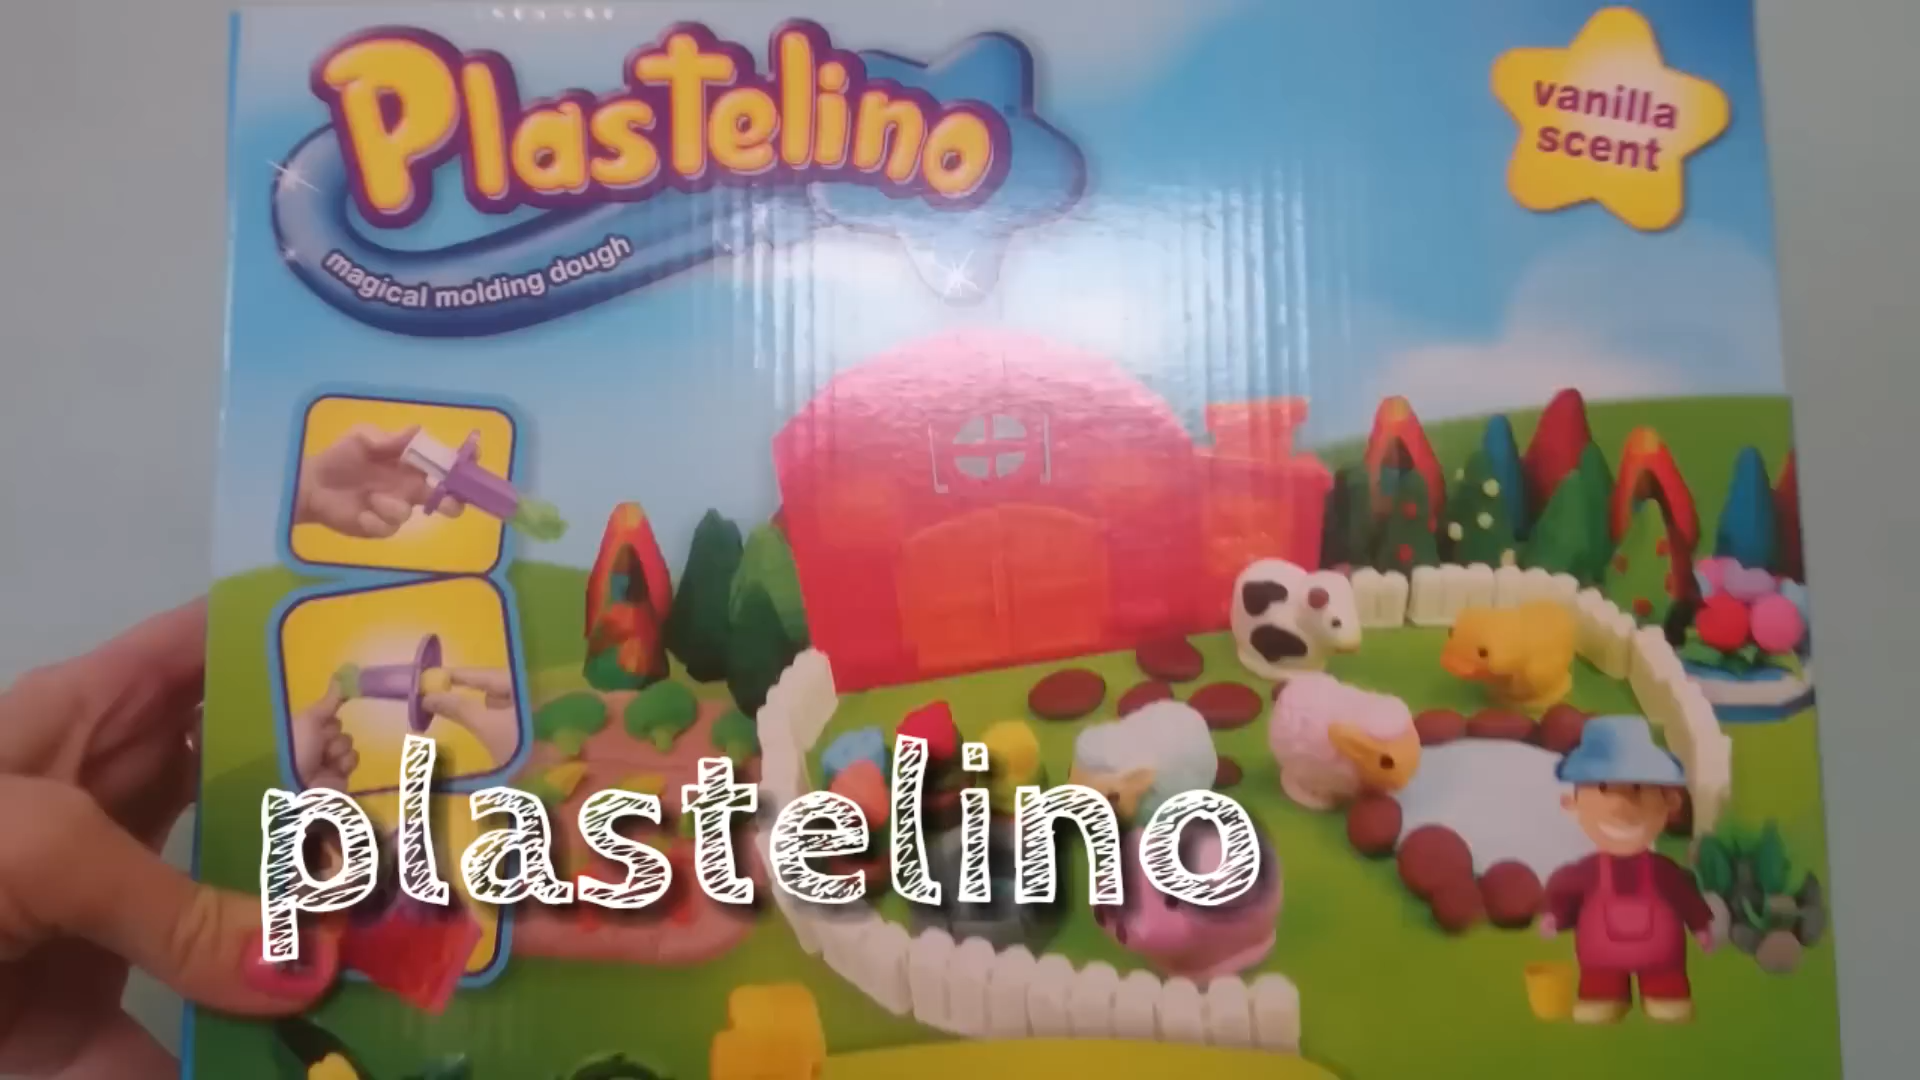 Plastelino
magical molding dough
vanilla
scent
plastelino